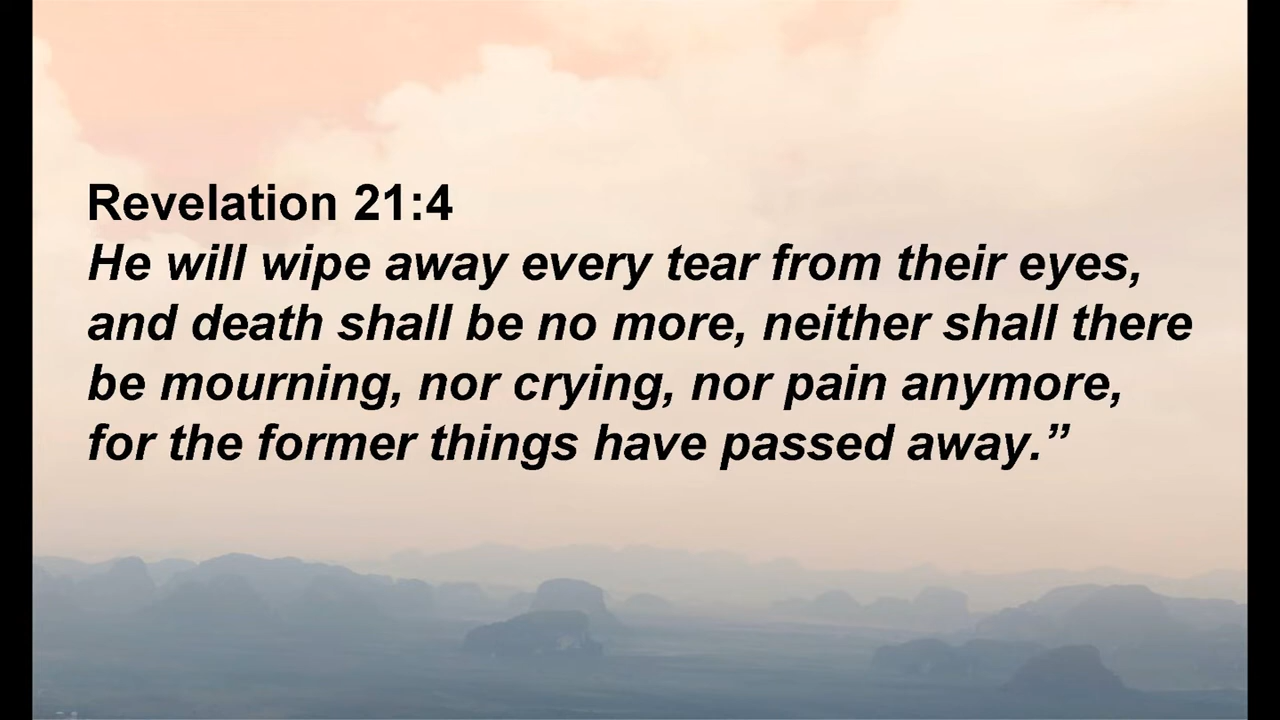 Revelation 21:4
He will wipe away every tear from their eyes,
and death shall be no more, neither shall there
be mourning, nor crying, nor pain anymore,
for the former things have passed away.”